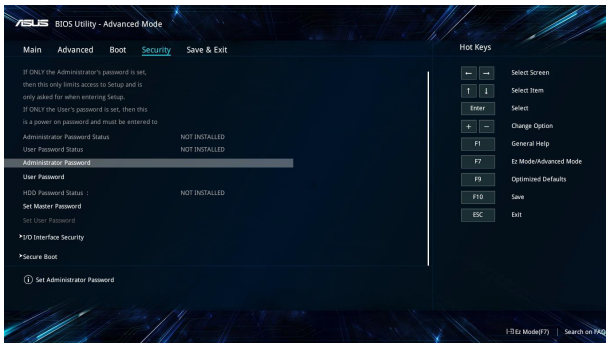 ASUS BIOS Utility - Advanced Mode
Main Advanced Boot Security Save & Exit
If ONLY the Administrator's password is set,
then this only limits access to Setup and is
only asked for when entering Setup.
If ONLY the User's password is set, then this
is a power on password and must be entered to
Administrator Password Status NOT INSTALLED
User Password Status NOT INSTALLED
Administrator Password
User Password
HDD Password Status : NOT INSTALLED
Set Master Password
Set User Password
>I/O Interface Security
>Secure Boot
i Set Administrator Password
Hot Keys
← → Select Screen
↑ ↓ Select Item
Enter Select
+ − Change Option
F1 General Help
F7 Ez Mode/Advanced Mode
F9 Optimized Defaults
F10 Save
ESC Exit
Ez Mode(F7) | Search on FAQ